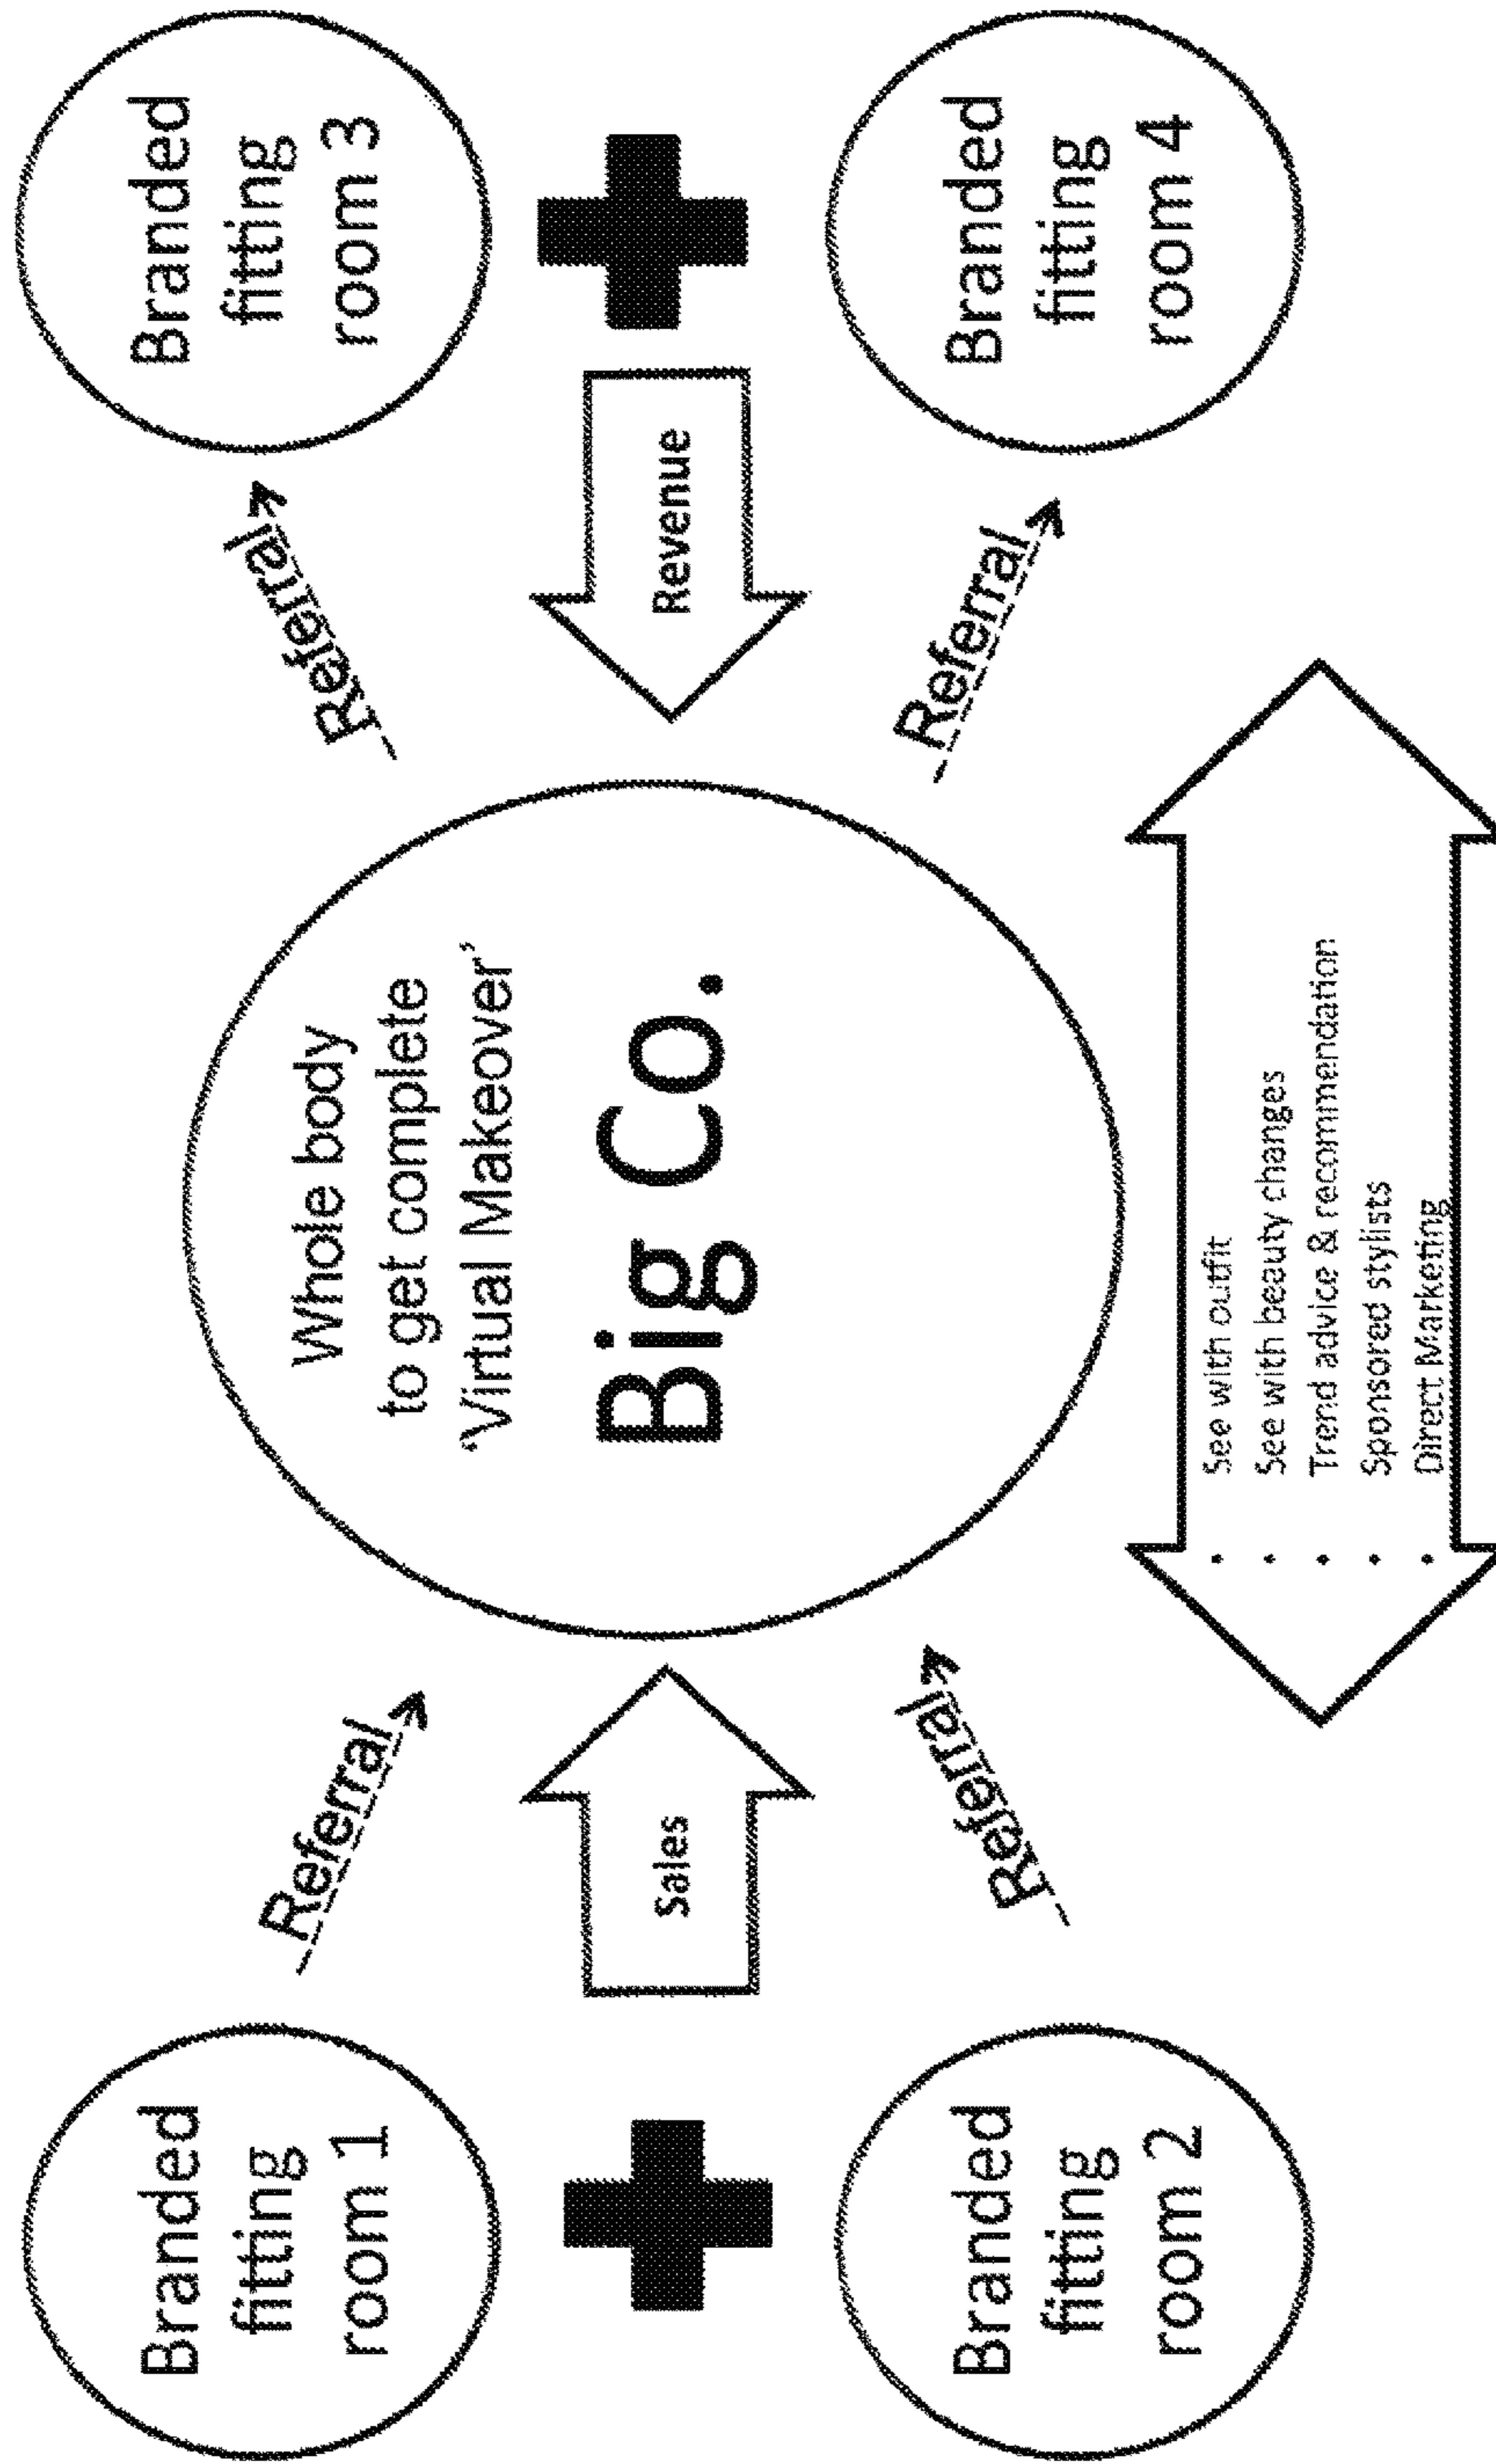 Branded
fitting
room 1
Branded
fitting
room 2
Referral
Sales
Referral
Whole body
to get complete
‘Virtual Makeover’
Big Co.
• See with outfit
• See with beauty changes
• Trend advice & recommendation
• Sponsored stylists
• Direct Marketing
Referral
Revenue
Referral
Branded
fitting
room 3
Branded
fitting
room 4